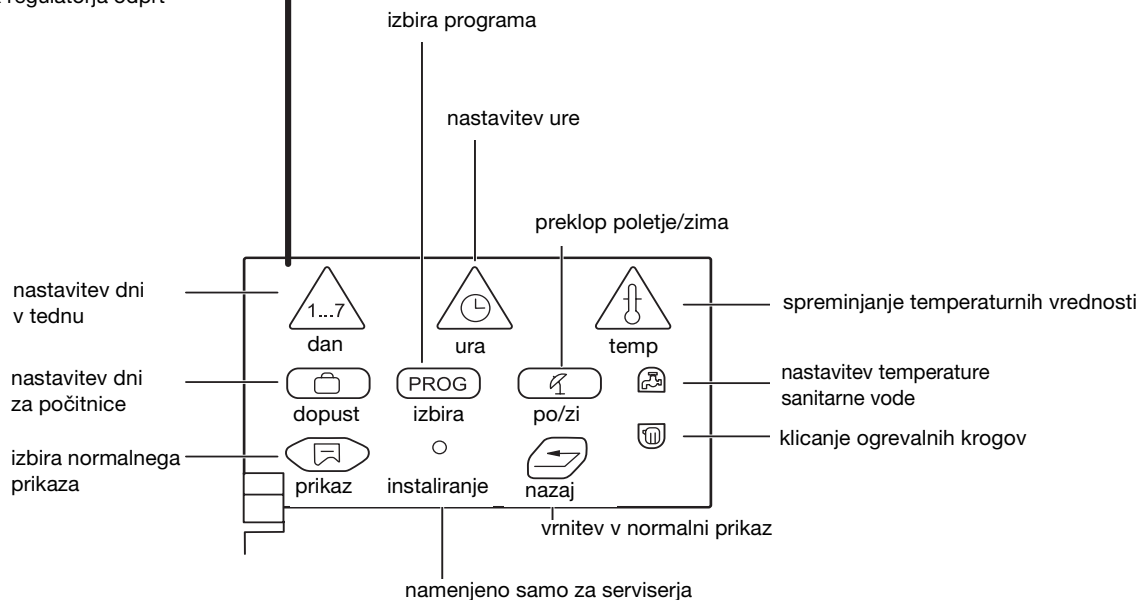 regulatorja odprt
izbira programa
nastavitev ure
preklop poletje/zima
nastavitev dni
v tednu
1...7
dan
ura
temp
spreminjanje temperaturnih vrednosti
nastavitev dni
za počitnice
PROG
dopust
izbira
po/zi
nastavitev temperature
sanitarne vode
klicanje ogrevalnih krogov
izbira normalnega
prikaza
prikaz
instaliranje
nazaj
vrnitev v normalni prikaz
namenjeno samo za serviserja